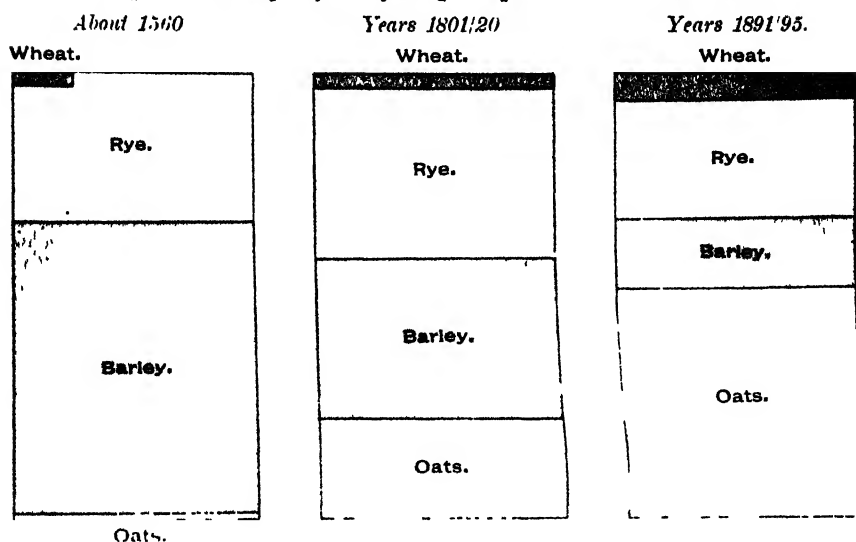 About 1560 Years 1801/20 Years 1891/95.
Wheat. Wheat. Wheat.
Rye. Rye. Rye.
Barley. Barley. Barley.
Oats. Oats. Oats.